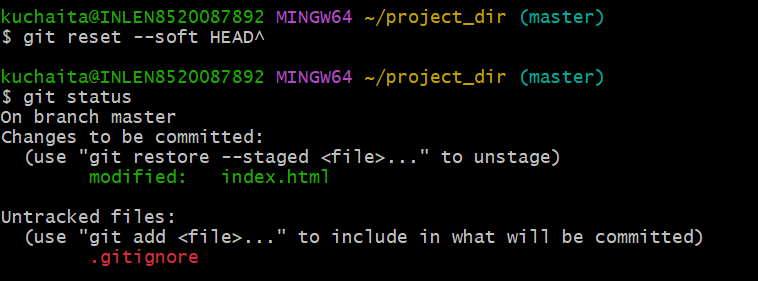 kuchaita@INLEN8520087892 MINGW64 ~/project_dir (master)
$ git reset --soft HEAD^
kuchaita@INLEN8520087892 MINGW64 ~/project_dir (master)
$ git status
On branch master
Changes to be committed:
  (use "git restore --staged <file>..." to unstage)
        modified:   index.html
Untracked files:
  (use "git add <file>..." to include in what will be committed)
        .gitignore